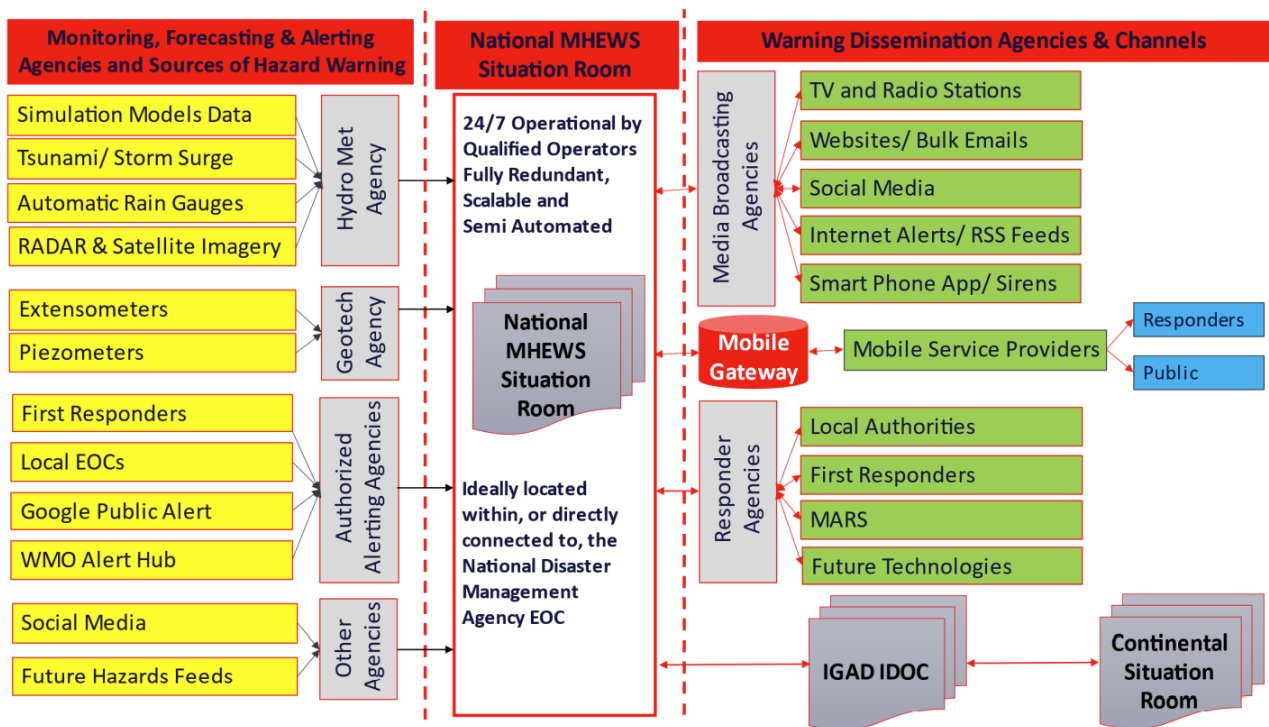 Monitoring, Forecasting & Alerting
Agencies and Sources of Hazard Warning
Simulation Models Data
Tsunami/ Storm Surge
Automatic Rain Gauges
RADAR & Satellite Imagery
Hydro Met
Agency
Extensometers
Piezometers
Geotech
Agency
First Responders
Local EOCs
Google Public Alert
WMO Alert Hub
Authorized
Alerting Agencies
Social Media
Future Hazards Feeds
Other
Agencies
National MHEWS
Situation Room
24/7 Operational by
Qualified Operators
Fully Redundant,
Scalable and
Semi Automated
National
MHEWS
Situation
Room
Ideally located
within, or directly
connected to, the
National Disaster
Management
Agency EOC
Warning Dissemination Agencies & Channels
Media Broadcasting
Agencies
TV and Radio Stations
Websites/ Bulk Emails
Social Media
Internet Alerts/ RSS Feeds
Smart Phone App/ Sirens
Mobile
Gateway
Mobile Service Providers
Responders
Public
Responder
Agencies
Local Authorities
First Responders
MARS
Future Technologies
IGAD IDOC
Continental
Situation
Room